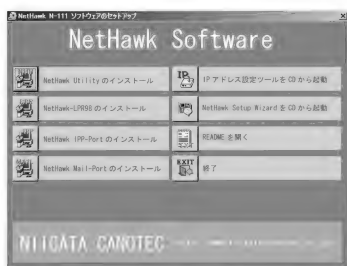 NetHawk N-111 ソフトウェアのセットアップ
NetHawk Software
NetHawk Utility のインストール
NetHawk-LPR98 のインストール
NetHawk IPP-Port のインストール
NetHawk Mail-Port のインストール
IP
IP アドレス設定ツールを CD から起動
NetHawk Setup Wizard を CD から起動
README を開く
EXIT
終了
NIIGATA CANOTEC